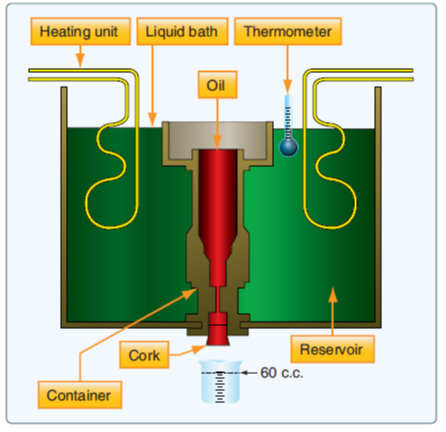 Heating unit
Liquid bath
Thermometer
Oil
Cork
Reservoir
60 c.c.
Container